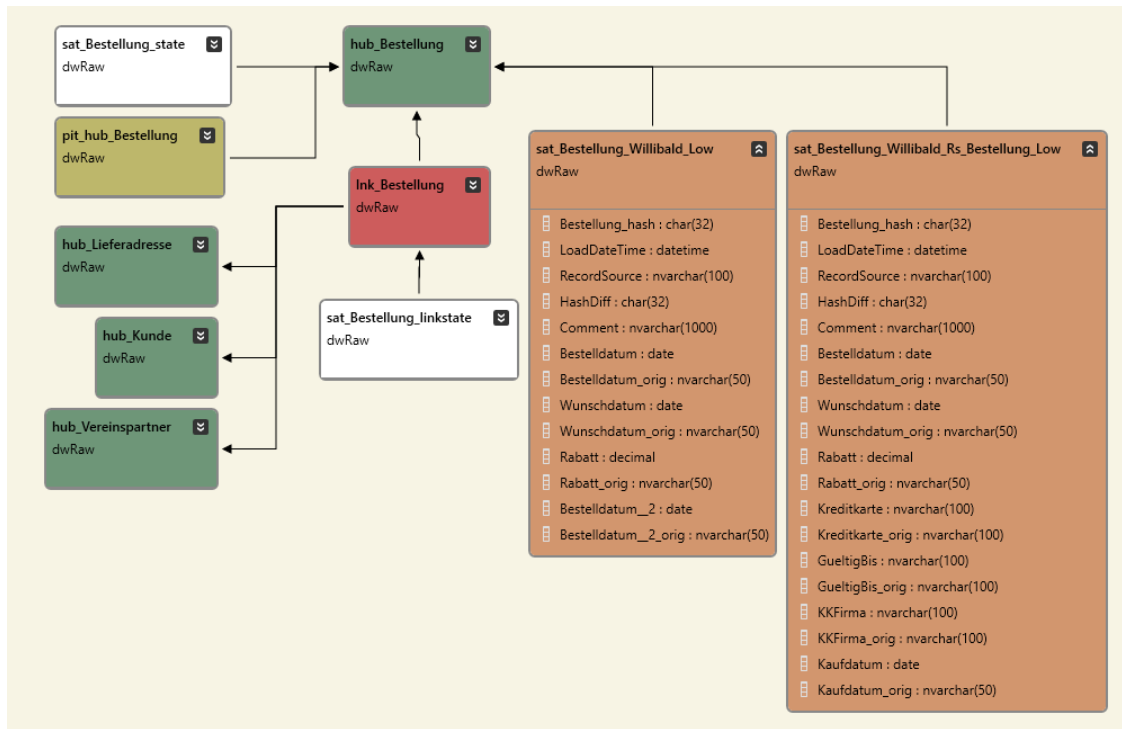 sat_Bestellung_state
dwRaw
hub_Bestellung
dwRaw
pit_hub_Bestellung
dwRaw
lnk_Bestellung
dwRaw
hub_Lieferadresse
dwRaw
hub_Kunde
dwRaw
hub_Vereinspartner
dwRaw
sat_Bestellung_linkstate
dwRaw
sat_Bestellung_Willibald_Low
dwRaw
Bestellung_hash : char(32)
LoadDateTime : datetime
RecordSource : nvarchar(100)
HashDiff : char(32)
Comment : nvarchar(1000)
Bestelldatum : date
Bestelldatum_orig : nvarchar(50)
Wunschdatum : date
Wunschdatum_orig : nvarchar(50)
Rabatt : decimal
Rabatt_orig : nvarchar(50)
Bestelldatum__2 : date
Bestelldatum__2_orig : nvarchar(50)
sat_Bestellung_Willibald_Rs_Bestellung_Low
dwRaw
Bestellung_hash : char(32)
LoadDateTime : datetime
RecordSource : nvarchar(100)
HashDiff : char(32)
Comment : nvarchar(1000)
Bestelldatum : date
Bestelldatum_orig : nvarchar(50)
Wunschdatum : date
Wunschdatum_orig : nvarchar(50)
Rabatt : decimal
Rabatt_orig : nvarchar(50)
Kreditkarte : nvarchar(100)
Kreditkarte_orig : nvarchar(100)
GueltigBis : nvarchar(100)
GueltigBis_orig : nvarchar(100)
KKFirma : nvarchar(100)
KKFirma_orig : nvarchar(100)
Kaufdatum : date
Kaufdatum_orig : nvarchar(50)